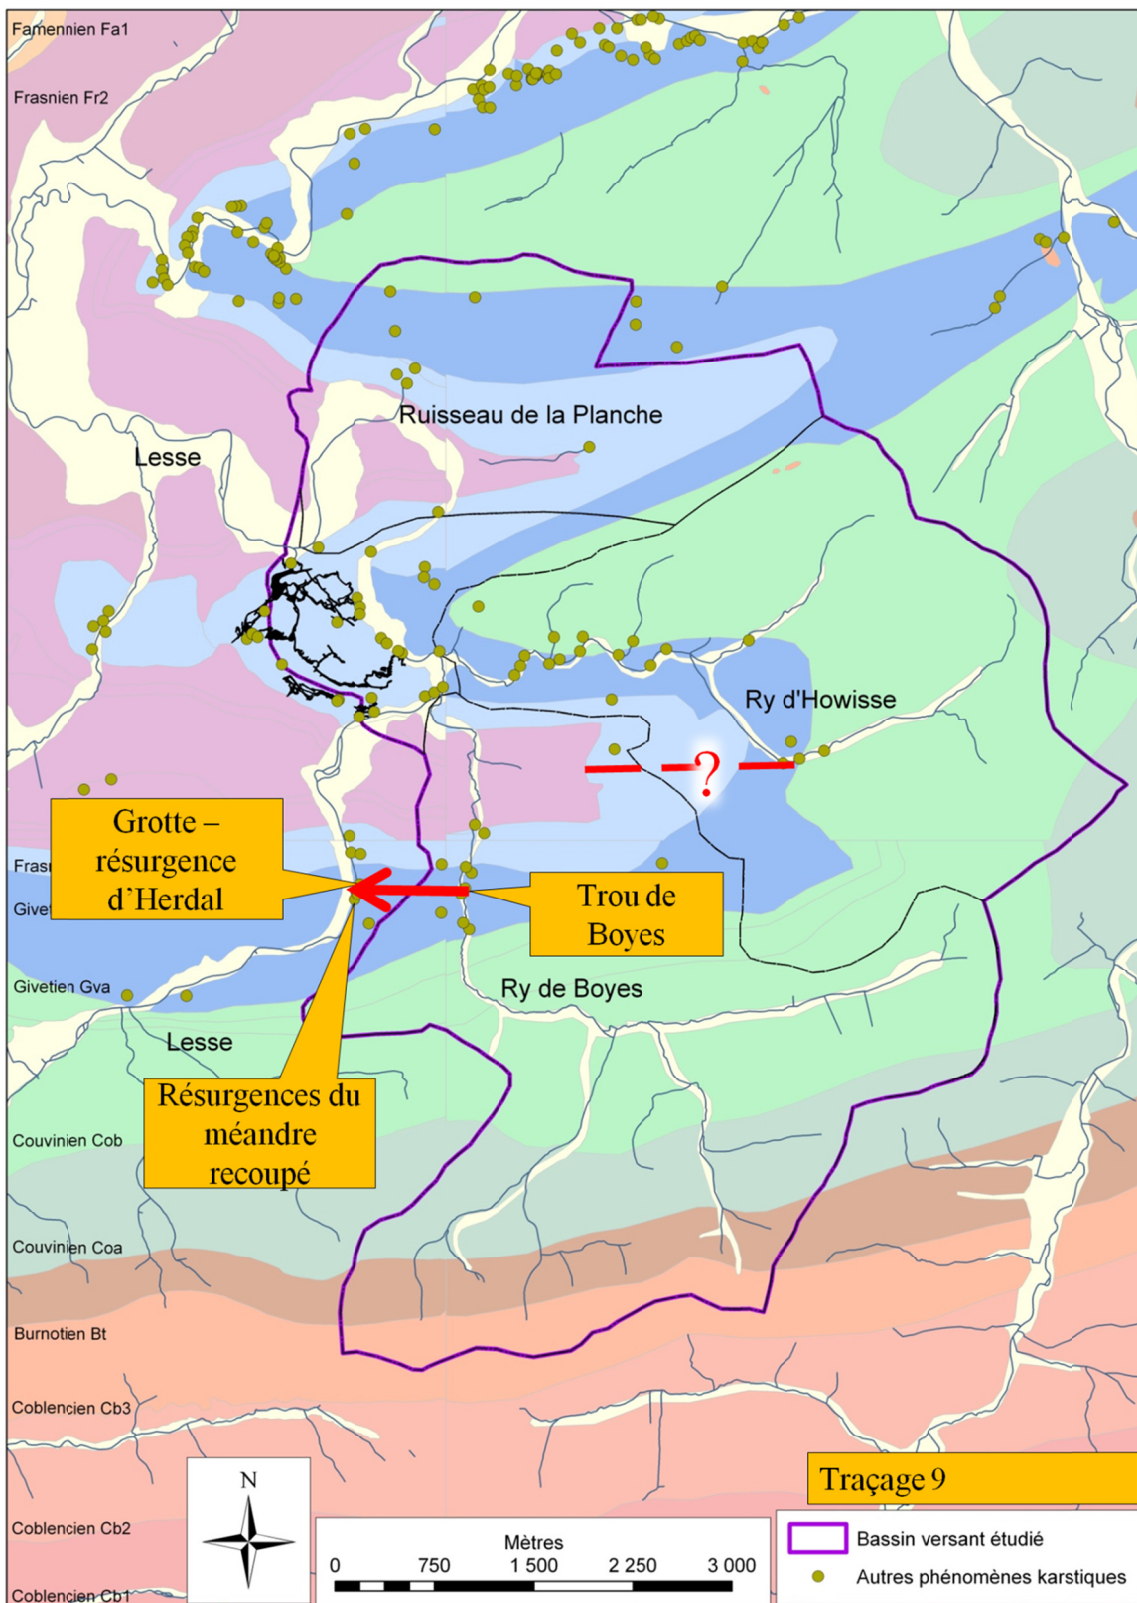 Famennien Fa1
Frasnien Fr2
Ruisseau de la Planche
Lesse
Ry d'Howisse
?
Grotte –
résurgence
d'Herdal
Trou de
Boyes
Givetien Gva
Ry de Boyes
Lesse
Résurgences du
méandre
recoupé
Couvinien Cob
Couvinien Coa
Burnotien Bt
Coblencien Cb3
Traçage 9
N
Coblencien Cb2
Mètres
0 750 1 500 2 250 3 000
Bassin versant étudié
Autres phénomènes karstiques
Coblencien Cb1